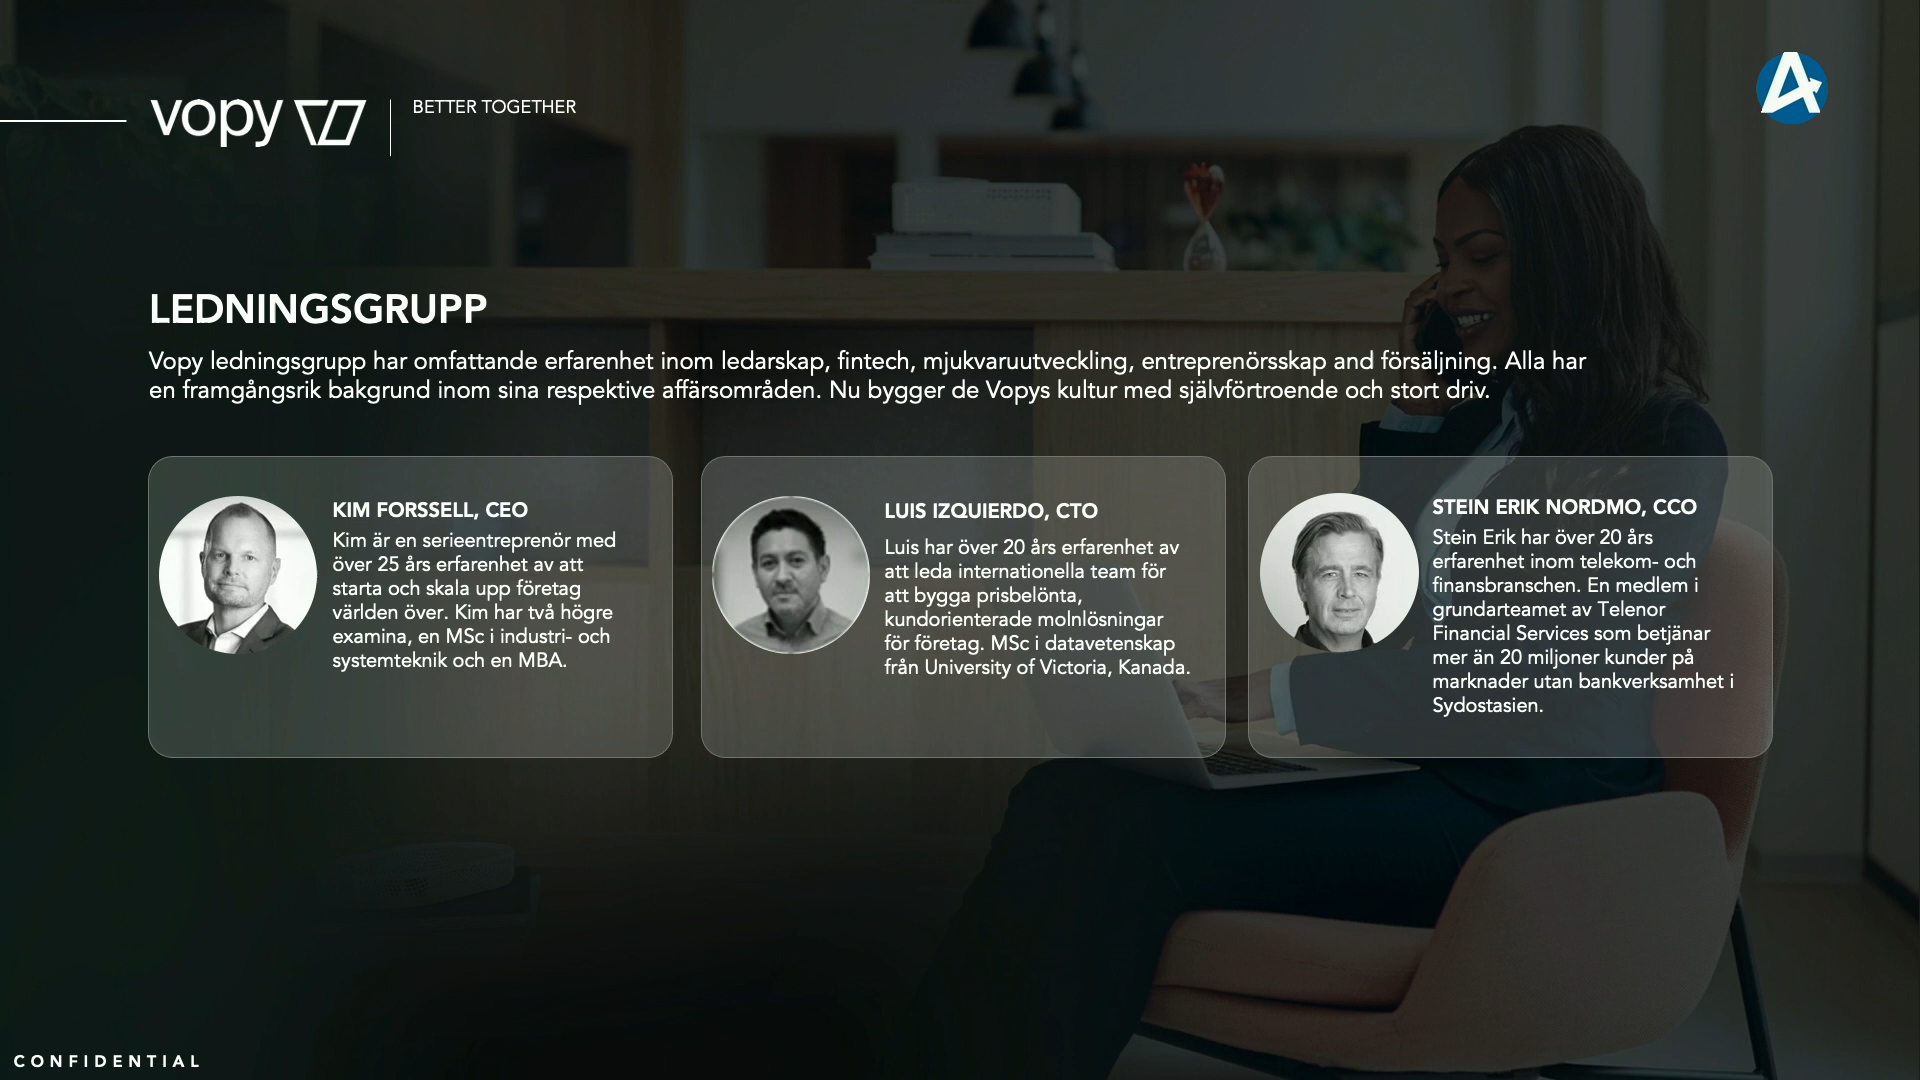 vopy
BETTER TOGETHER
LEDNINGSGRUPP
Vopy ledningsgrupp har omfattande erfarenhet inom ledarskap, fintech, mjukvaruutveckling, entreprenörsskap and försäljning. Alla har
en framgångsrik bakgrund inom sina respektive affärsområden. Nu bygger de Vopys kultur med självförtroende och stort driv.
KIM FORSSELL, CEO
Kim är en serieentreprenör med
över 25 års erfarenhet av att
starta och skala upp företag
världen över. Kim har två högre
examina, en MSc i industri- och
systemteknik och en MBA.
LUIS IZQUIERDO, CTO
Luis har över 20 års erfarenhet av
att leda internationella team för
att bygga prisbelönta,
kundorienterade molnlösningar
för företag. MSc i datavetenskap
från University of Victoria, Kanada.
STEIN ERIK NORDMO, CCO
Stein Erik har över 20 års
erfarenhet inom telekom- och
finansbranschen. En medlem i
grundarteamet av Telenor
Financial Services som betjänar
mer än 20 miljoner kunder på
marknader utan bankverksamhet i
Sydostasien.
CONFIDENTIAL